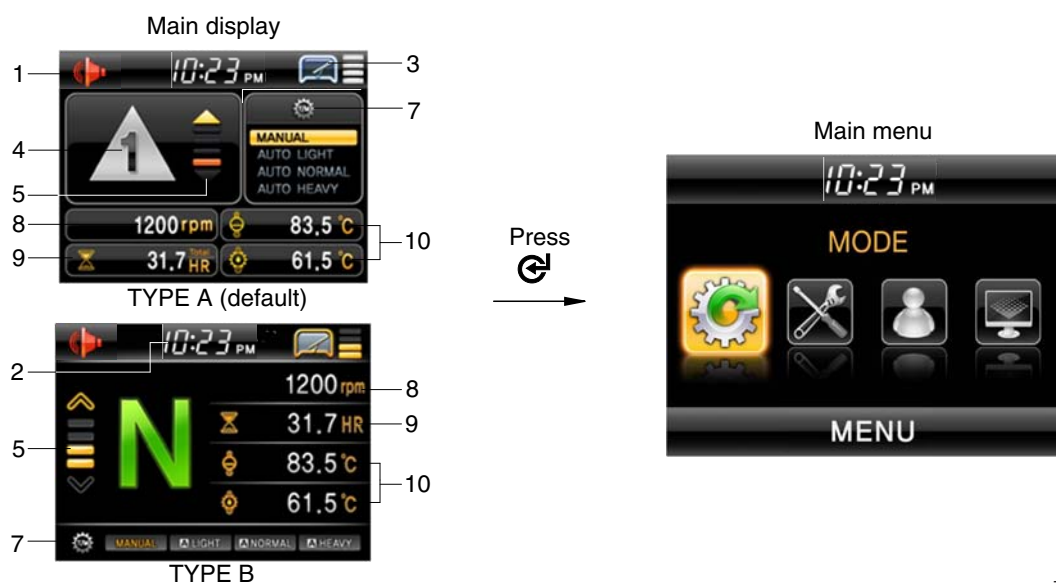 Main display
1
10:23 PM
3
7
4
1
MANUAL
AUTO LIGHT
AUTO NORMAL
AUTO HEAVY
5
8
1200 rpm
83.5 °C
9
31.7 Total HR
61.5 °C
10
TYPE A (default)
2
10:23 PM
1200 rpm
8
31.7 HR
9
5
N
83.5 °C
10
61.5 °C
7
MANUAL
A LIGHT
A NORMAL
A HEAVY
TYPE B
Press
Main menu
10:23 PM
MODE
MENU